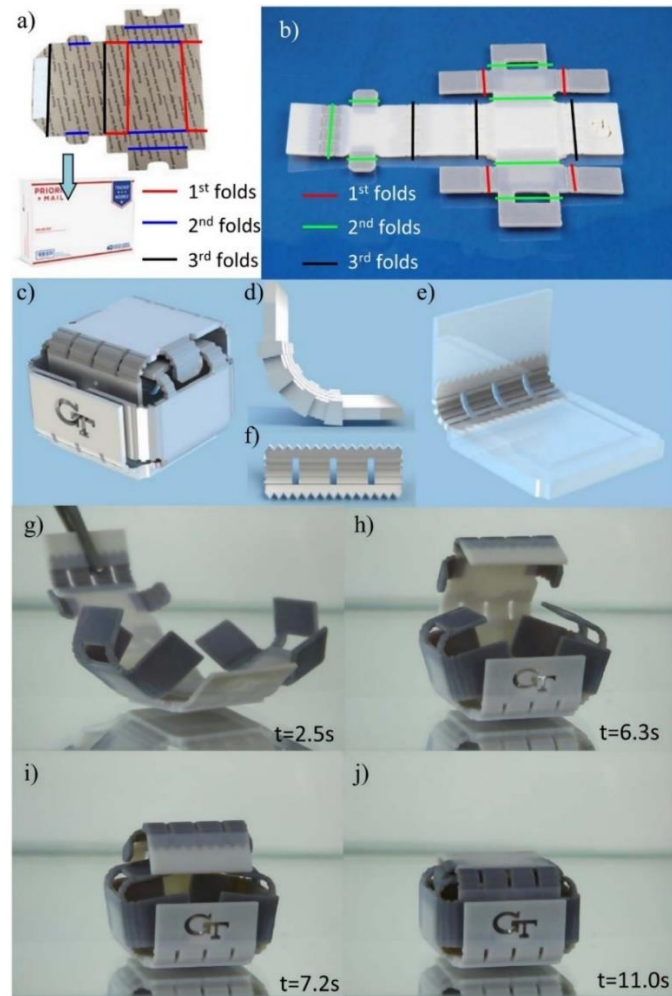 a)
PRIORITY
MAIL
TRACKED
1st folds
2nd folds
3rd folds
b)
1st folds
2nd folds
3rd folds
c)
GT
d)
e)
f)
g)
t=2.5s
h)
GT
t=6.3s
i)
GT
t=7.2s
j)
GT
t=11.0s